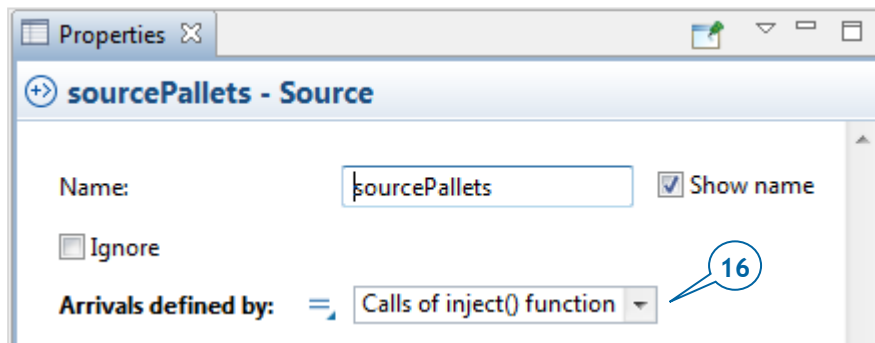 Properties
sourcePallets - Source
Name: sourcePallets Show name
Ignore
16
Arrivals defined by: Calls of inject() function